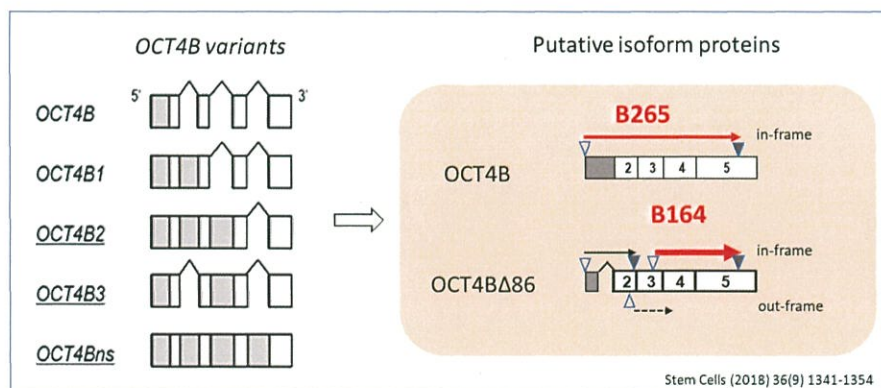 OCT4B variants
5' 3'
OCT4B
OCT4B1
OCT4B2
OCT4B3
OCT4Bns
Putative isoform proteins
B265
in-frame
OCT4B
2 3 4 5
B164
in-frame
OCT4BΔ86
2 3 4 5
out-frame
Stem Cells (2018) 36(9) 1341-1354